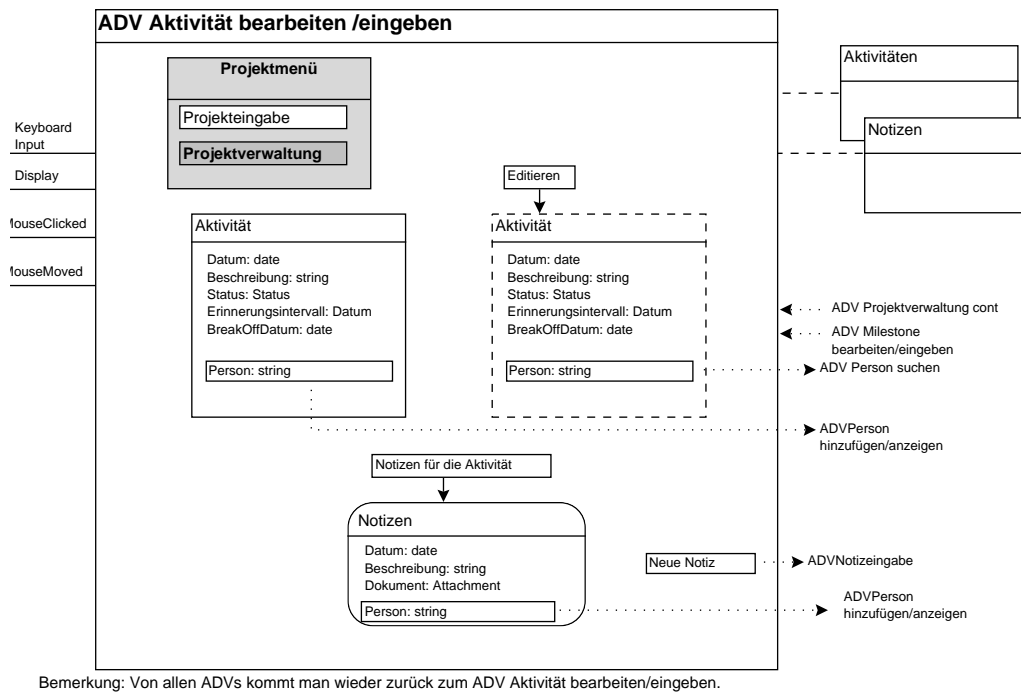 ADV Aktivität bearbeiten /eingeben
Projektmenü
Projekteingabe
Projektverwaltung
Keyboard
Input
Display
MouseClicked
MouseMoved
Aktivitäten
Notizen
Editieren
Aktivität
Datum: date
Beschreibung: string
Status: Status
Erinnerungsintervall: Datum
BreakOffDatum: date
Person: string
Aktivität
Datum: date
Beschreibung: string
Status: Status
Erinnerungsintervall: Datum
BreakOffDatum: date
Person: string
ADV Projektverwaltung cont
ADV Milestone
bearbeiten/eingeben
ADV Person suchen
ADVPerson
hinzufügen/anzeigen
Notizen für die Aktivität
Notizen
Datum: date
Beschreibung: string
Dokument: Attachment
Person: string
Neue Notiz
ADVNotizeingabe
ADVPerson
hinzufügen/anzeigen
Bemerkung: Von allen ADVs kommt man wieder zurück zum ADV Aktivität bearbeiten/eingeben.